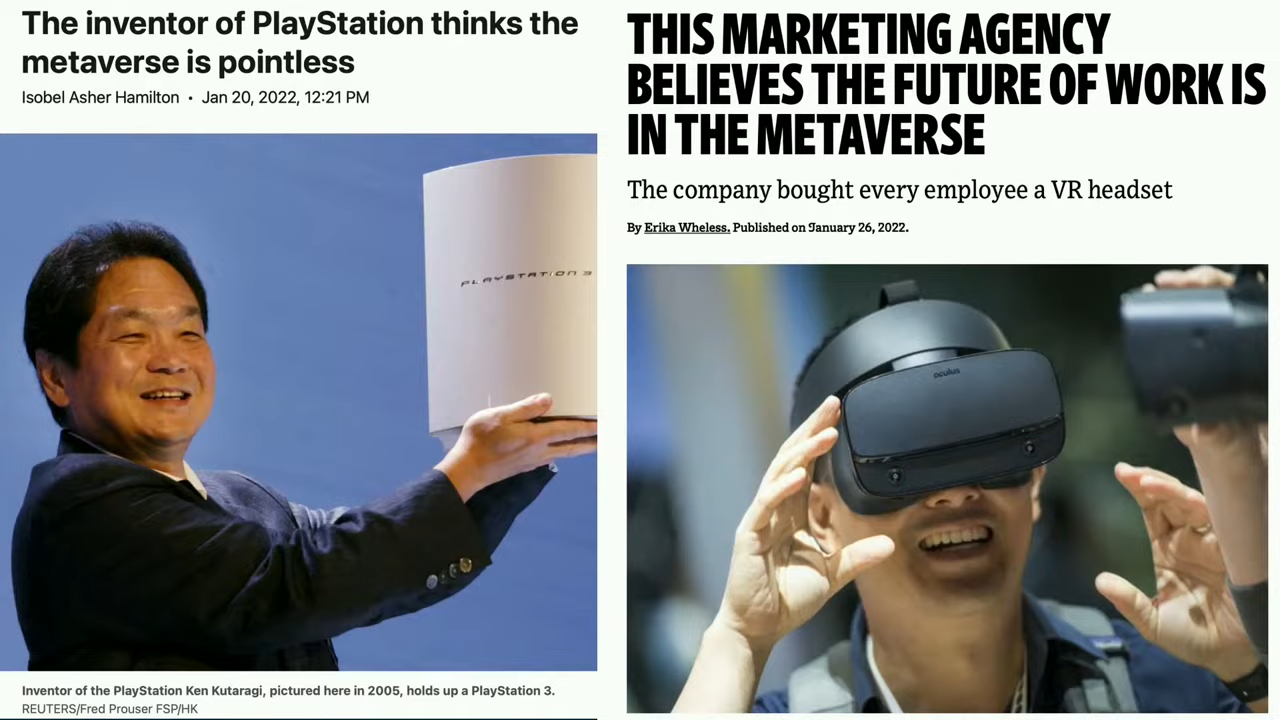 The inventor of PlayStation thinks the
metaverse is pointless
Isobel Asher Hamilton • Jan 20, 2022, 12:21 PM
PLAYSTATION 3
Inventor of the PlayStation Ken Kutaragi, pictured here in 2005, holds up a PlayStation 3.
REUTERS/Fred Prouser FSP/HK
THIS MARKETING AGENCY
BELIEVES THE FUTURE OF WORK IS
IN THE METAVERSE
The company bought every employee a VR headset
By Erika Wheless. Published on January 26, 2022.
oculus